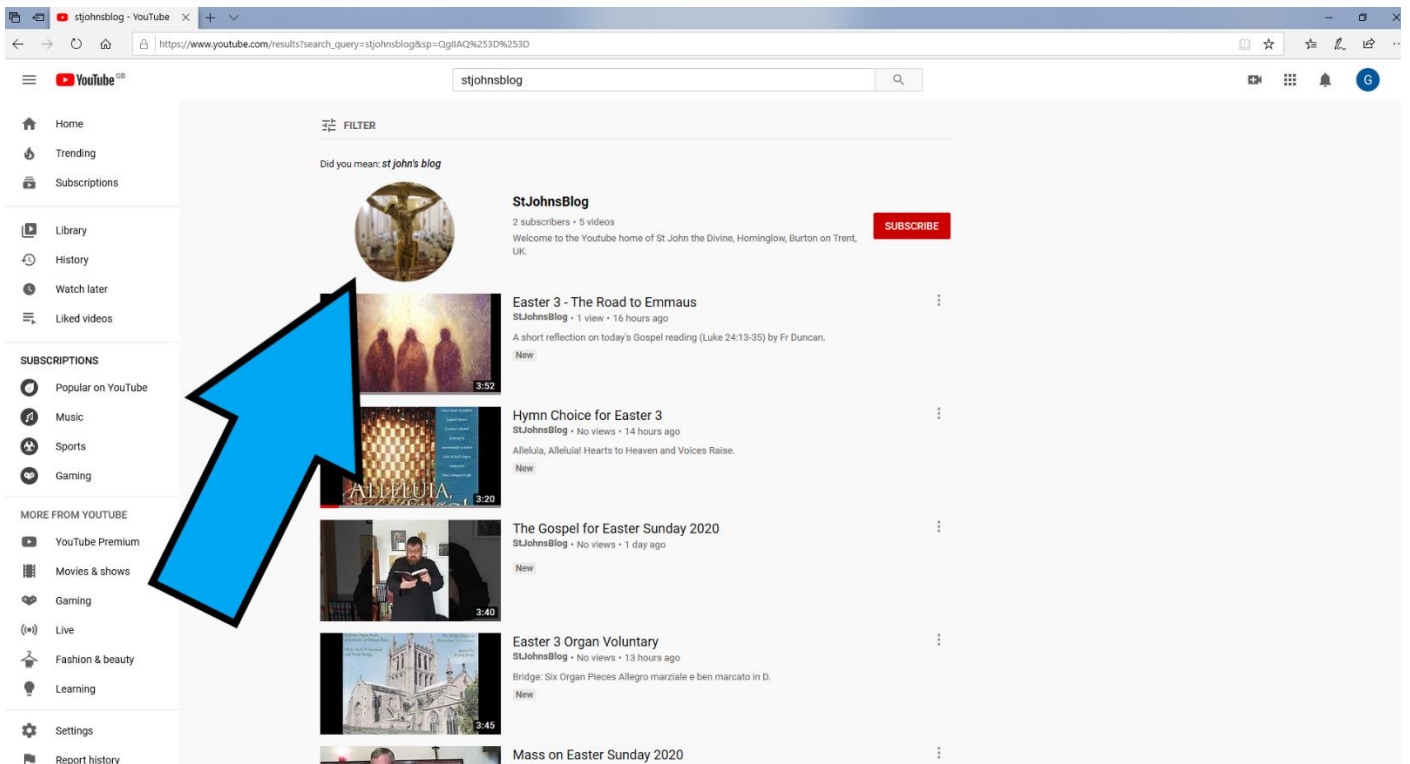 stjohnsblog - YouTube
https://www.youtube.com/results?search_query=stjohnsblog&sp=QgIIAQ%253D%253D
YouTube GB
stjohnsblog
G
Home
Trending
Subscriptions
Library
History
Watch later
Liked videos
SUBSCRIPTIONS
Popular on YouTube
Music
Sports
Gaming
MORE FROM YOUTUBE
YouTube Premium
Movies & shows
Gaming
Live
Fashion & beauty
Learning
Settings
Report history
FILTER
Did you mean: st john's blog
StJohnsBlog
2 subscribers • 5 videos
Welcome to the Youtube home of St John the Divine, Horninglow, Burton on Trent,
UK.
SUBSCRIBE
3:52
Easter 3 - The Road to Emmaus
StJohnsBlog • 1 view • 16 hours ago
A short reflection on today's Gospel reading (Luke 24:13-35) by Fr Duncan.
New
ALLELUIA,
3:20
Hymn Choice for Easter 3
StJohnsBlog • No views • 14 hours ago
Alleluia, Alleluia! Hearts to Heaven and Voices Raise.
New
3:40
The Gospel for Easter Sunday 2020
StJohnsBlog • No views • 1 day ago
New
3:45
Easter 3 Organ Voluntary
StJohnsBlog • No views • 13 hours ago
Bridge: Six Organ Pieces Allegro marziale e ben marcato in D.
New
Mass on Easter Sunday 2020